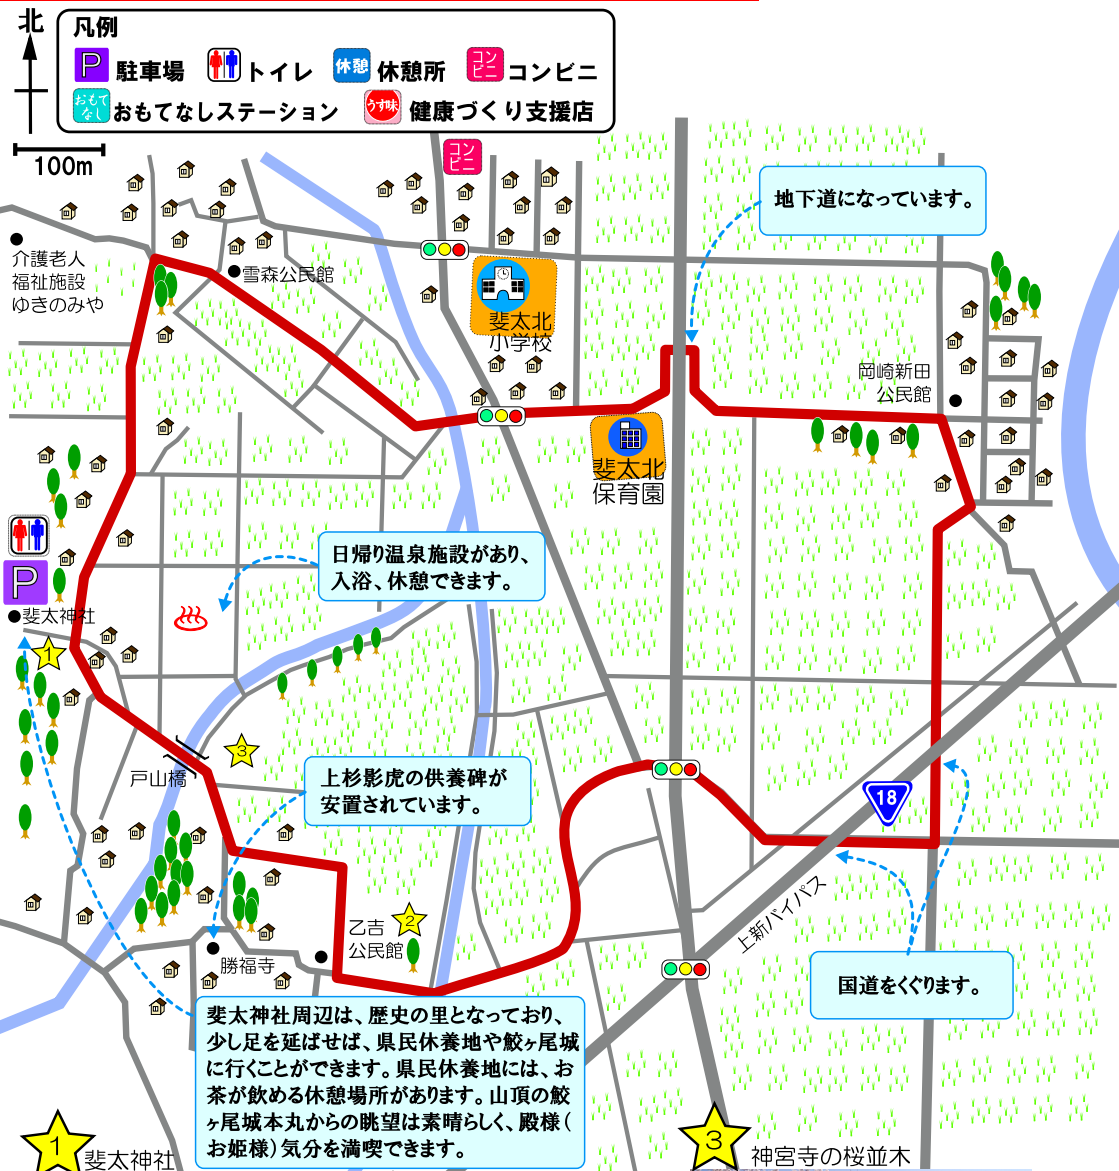 北
凡例
P 駐車場 トイレ 休憩 休憩所 コンビニ コンビニ
おもてなし おもてなしステーション うす味 健康づくり支援店
100m
コンビニ
地下道になっています。
介護老人
福祉施設
ゆきのみや
雪森公民館
斐太北
小学校
岡崎新田
公民館
斐太北
保育園
日帰り温泉施設があり、
入浴、休憩できます。
P
斐太神社
1
3
戸山橋
上杉影虎の供養碑が
安置されています。
18
上新バイパス
2
乙吉
公民館
勝福寺
国道をくぐります。
斐太神社周辺は、歴史の里となっており、
少し足を延ばせば、県民休養地や鮫ヶ尾城
に行くことができます。県民休養地には、お
茶が飲める休憩場所があります。山頂の鮫
ヶ尾城本丸からの眺望は素晴らしく、殿様(
お姫様)気分を満喫できます。
1 斐太神社
3 神宮寺の桜並木